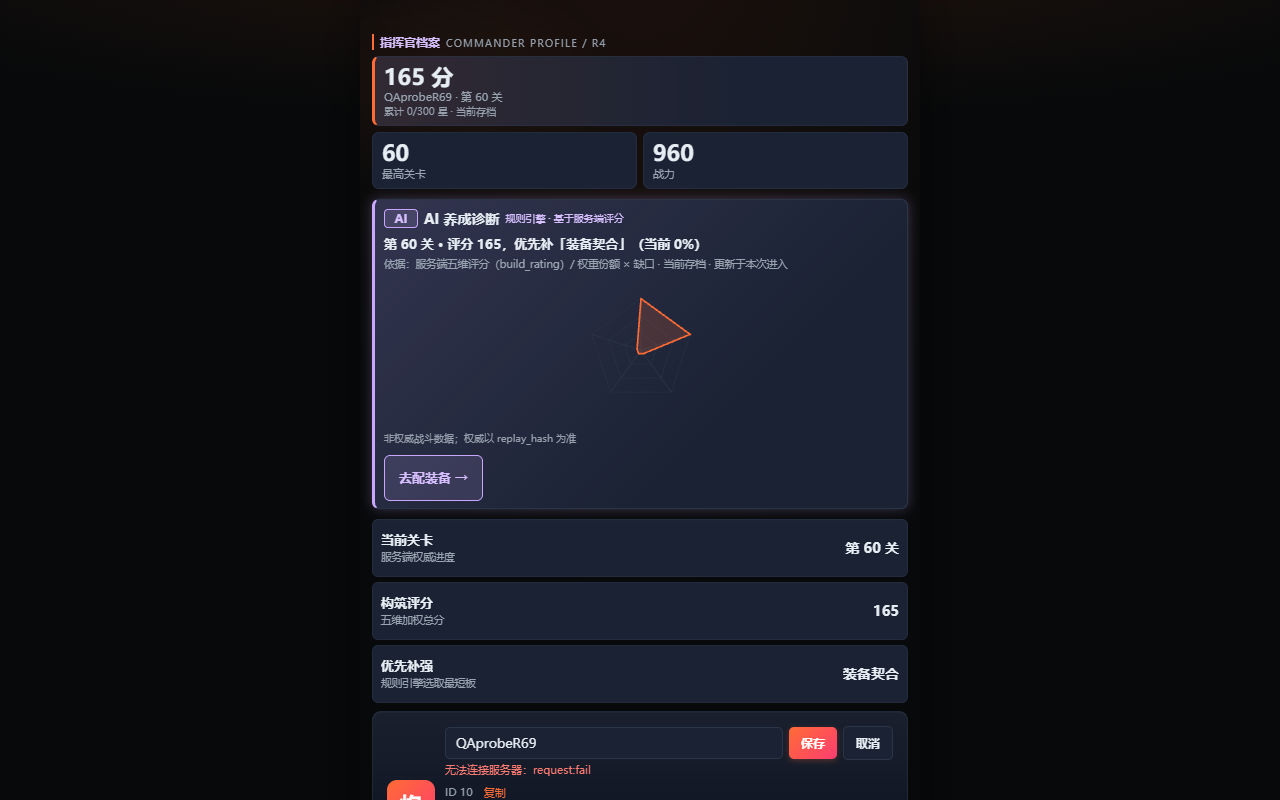 指挥官档案 COMMANDER PROFILE / R4
165 分
QAprobeR69 · 第 60 关
累计 0/300 星 · 当前存档
60
最高关卡
960
战力
AI AI 养成诊断 规则引擎 · 基于服务端评分
第 60 关 • 评分 165，优先补「装备契合」（当前 0%）
依据：服务端五维评分（build_rating）/ 权重份额 × 缺口 · 当前存档 · 更新于本次进入
非权威战斗数据；权威以 replay_hash 为准
去配装备 →
当前关卡
服务端权威进度
第 60 关
构筑评分
五维加权总分
165
优先补强
规则引擎选取最短板
装备契合
QAprobeR69
保存
取消
无法连接服务器：request:fail
ID 10 复制